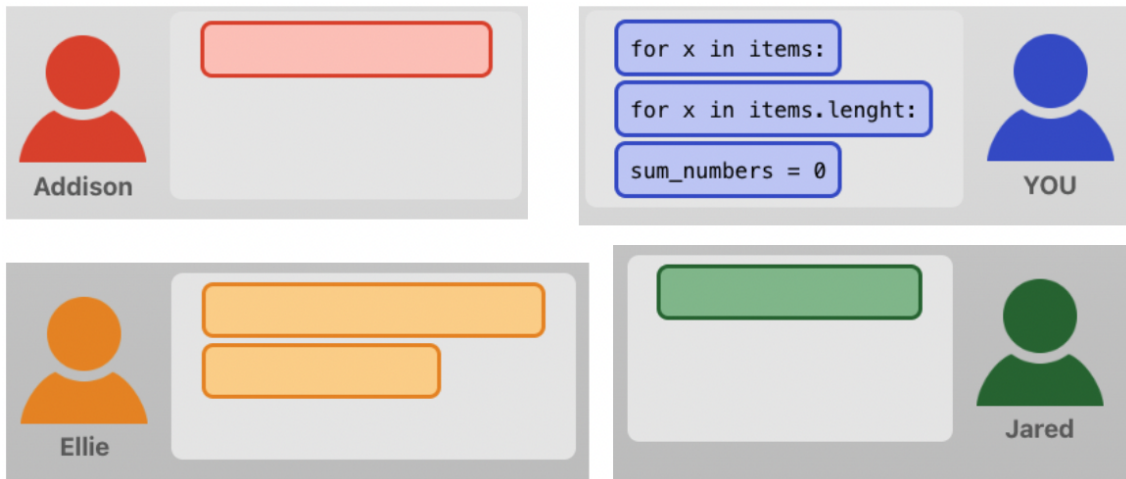 Addison
for x in items:
for x in items.lenght:
sum_numbers = 0
YOU
Ellie
Jared